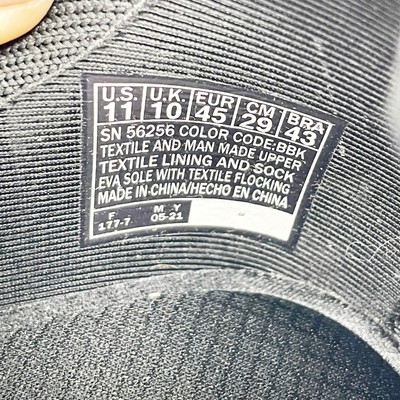 U.S. U.K. EUR CM BRA
11 10 45 29 43
SN 56256 COLOR CODE:BBK
TEXTILE AND MAN MADE UPPER
TEXTILE LINING AND SOCK
EVA SOLE WITH TEXTILE FLOCKING
MADE IN CHINA/HECHO EN CHINA
F M Y
177-7 05-21